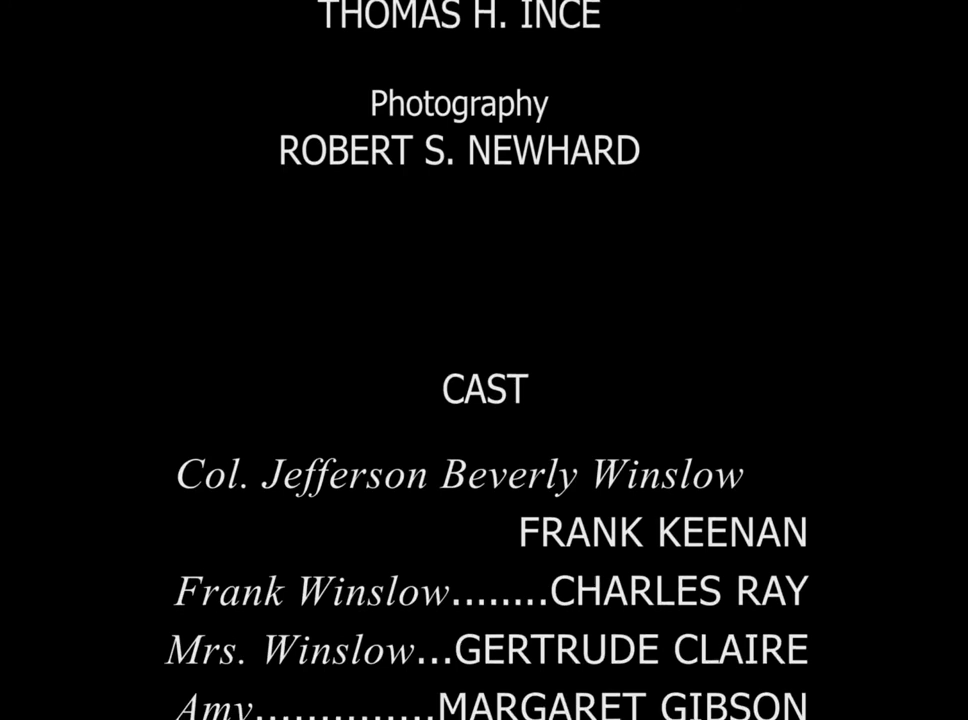 THOMAS H. INCE
Photography
ROBERT S. NEWHARD
CAST
Col. Jefferson Beverly Winslow
FRANK KEENAN
Frank Winslow........CHARLES RAY
Mrs. Winslow...GERTRUDE CLAIRE
Amy..............MARGARET GIBSON